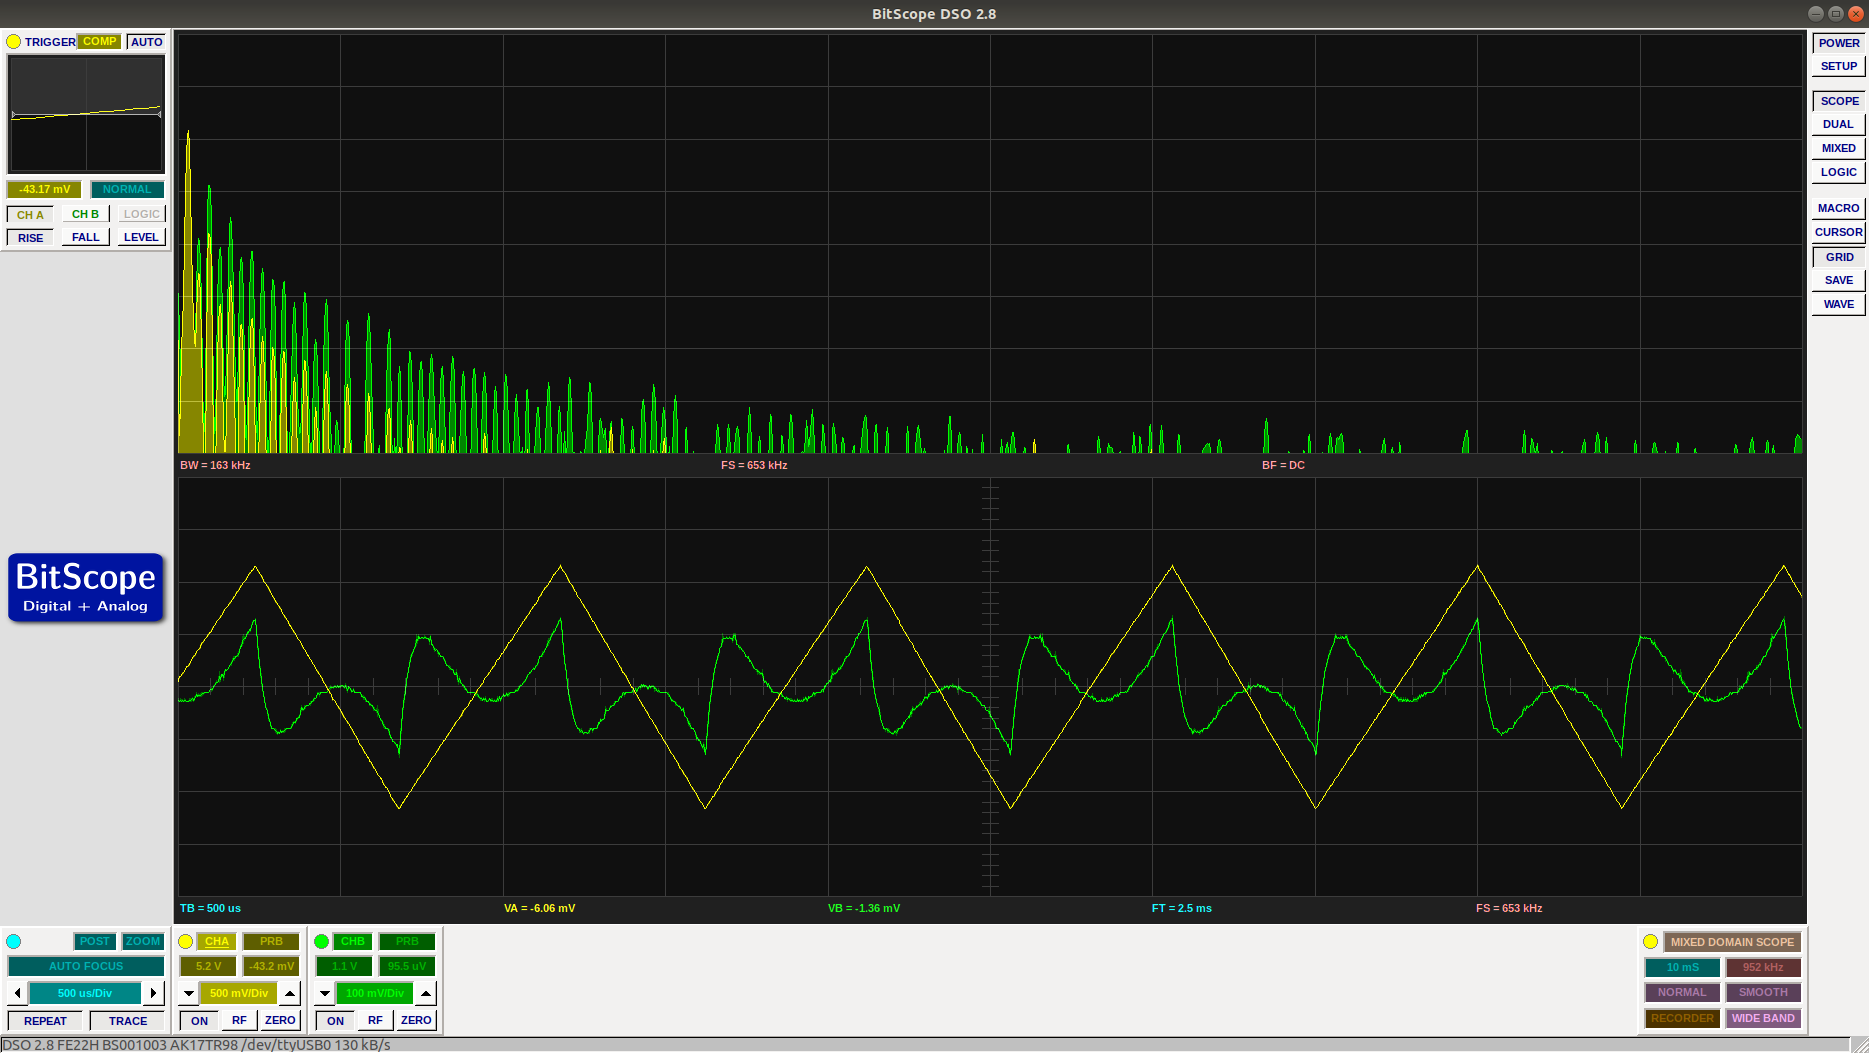 BitScope DSO 2.8
TRIGGER COMP AUTO
-43.17 mV NORMAL
CH A CH B LOGIC
RISE FALL LEVEL
BitScope
Digital + Analog
POWER
SETUP
SCOPE
DUAL
MIXED
LOGIC
MACRO
CURSOR
GRID
SAVE
WAVE
BW = 163 kHz FS = 653 kHz BF = DC
TB = 500 us VA = -6.06 mV VB = -1.36 mV FT = 2.5 ms FS = 653 kHz
POST ZOOM
AUTO FOCUS
500 us/Div
REPEAT TRACE
CHA PRB
5.2 V -43.2 mV
500 mV/Div
ON RF ZERO
CHB PRB
1.1 V 95.5 uV
100 mV/Div
ON RF ZERO
MIXED DOMAIN SCOPE
10 mS 952 kHz
NORMAL SMOOTH
RECORDER WIDE BAND
DSO 2.8 FE22H BS001003 AK17TR98 /dev/ttyUSB0 130 kB/s